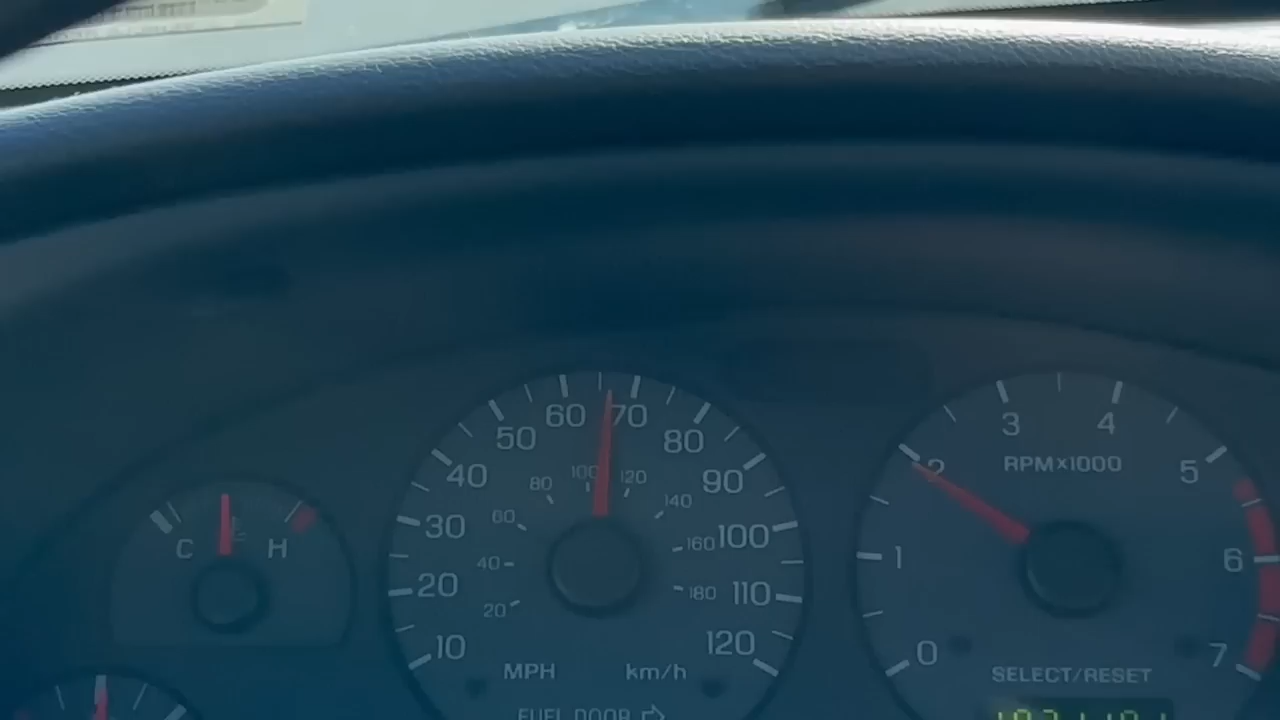 C H
10 20 30 40 50 60 70 80 90 100 110 120
20 40 60 80 100 120 140 160 180
MPH km/h
FUEL DOOR
0 1 2 3 4 5 6 7
RPM×1000
SELECT/RESET